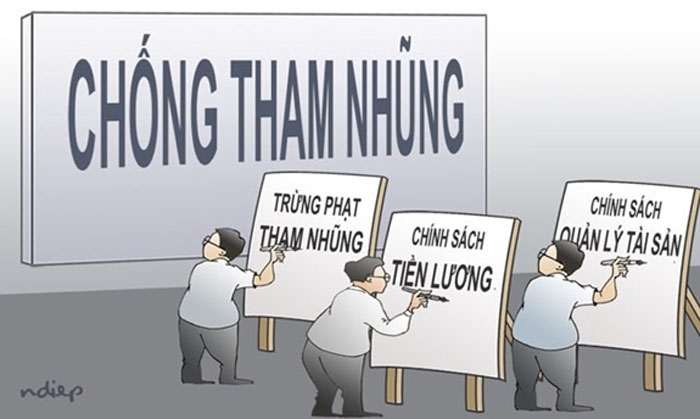 CHỐNG THAM NHŨNG
TRỪNG PHẠT
THAM NHŨNG
CHÍNH SÁCH
TIỀN LƯƠNG
CHÍNH SÁCH
QUẢN LÝ TÀI SẢN
ndiep